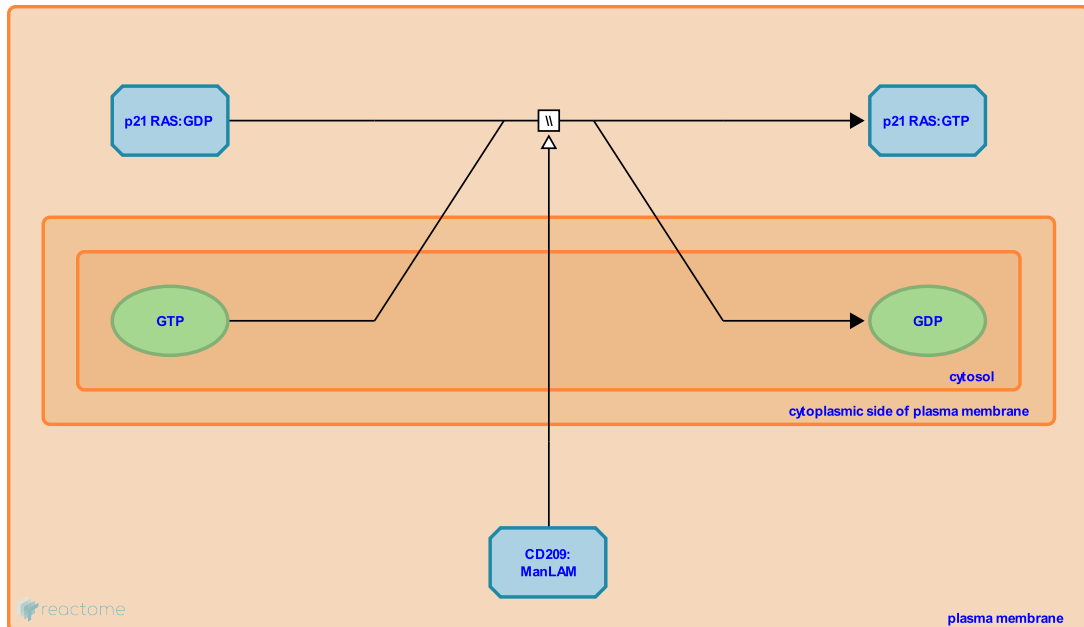 p21 RAS:GDP
\\
p21 RAS:GTP
GTP
GDP
cytosol
cytoplasmic side of plasma membrane
CD209:
ManLAM
reactome
plasma membrane